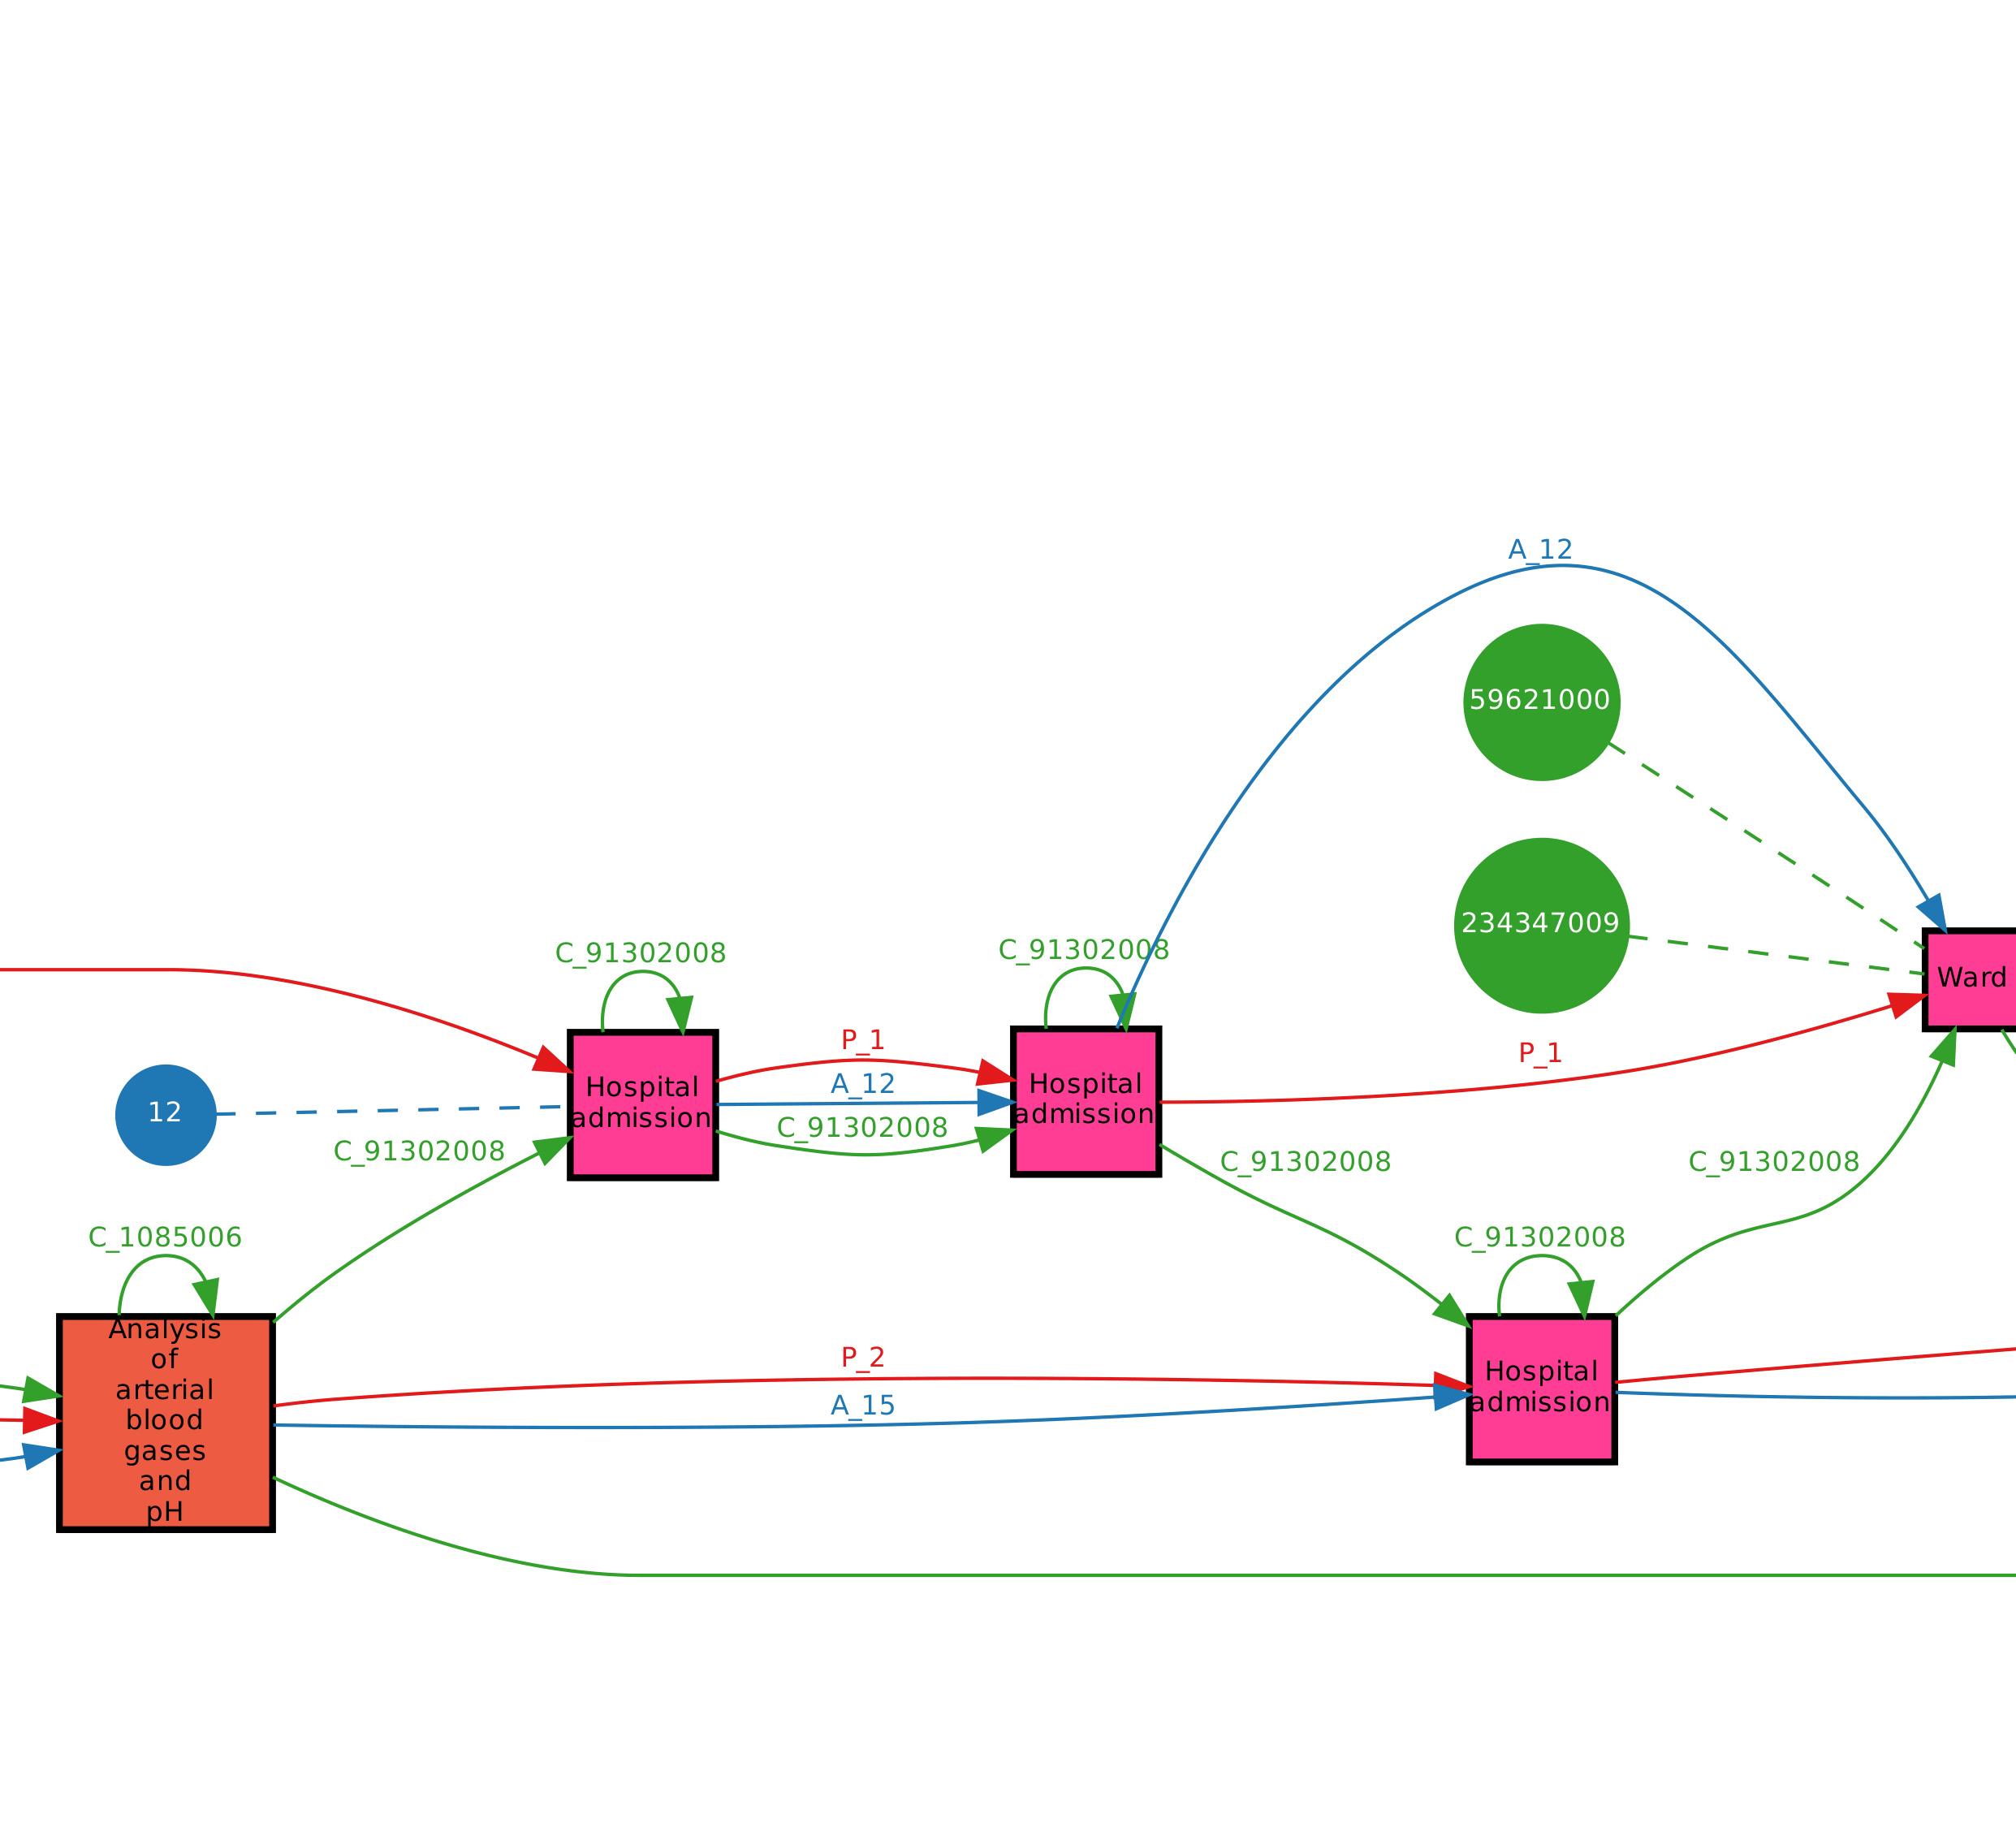 A_12
59621000
234347009
C_91302008
C_91302008
Ward
P_1
P_1
A_12
Hospital
admission
Hospital
admission
12
C_91302008
C_91302008
C_91302008
C_91302008
C_1085006
C_91302008
Analysis
of
arterial
blood
gases
and
pH
P_2
A_15
Hospital
admission